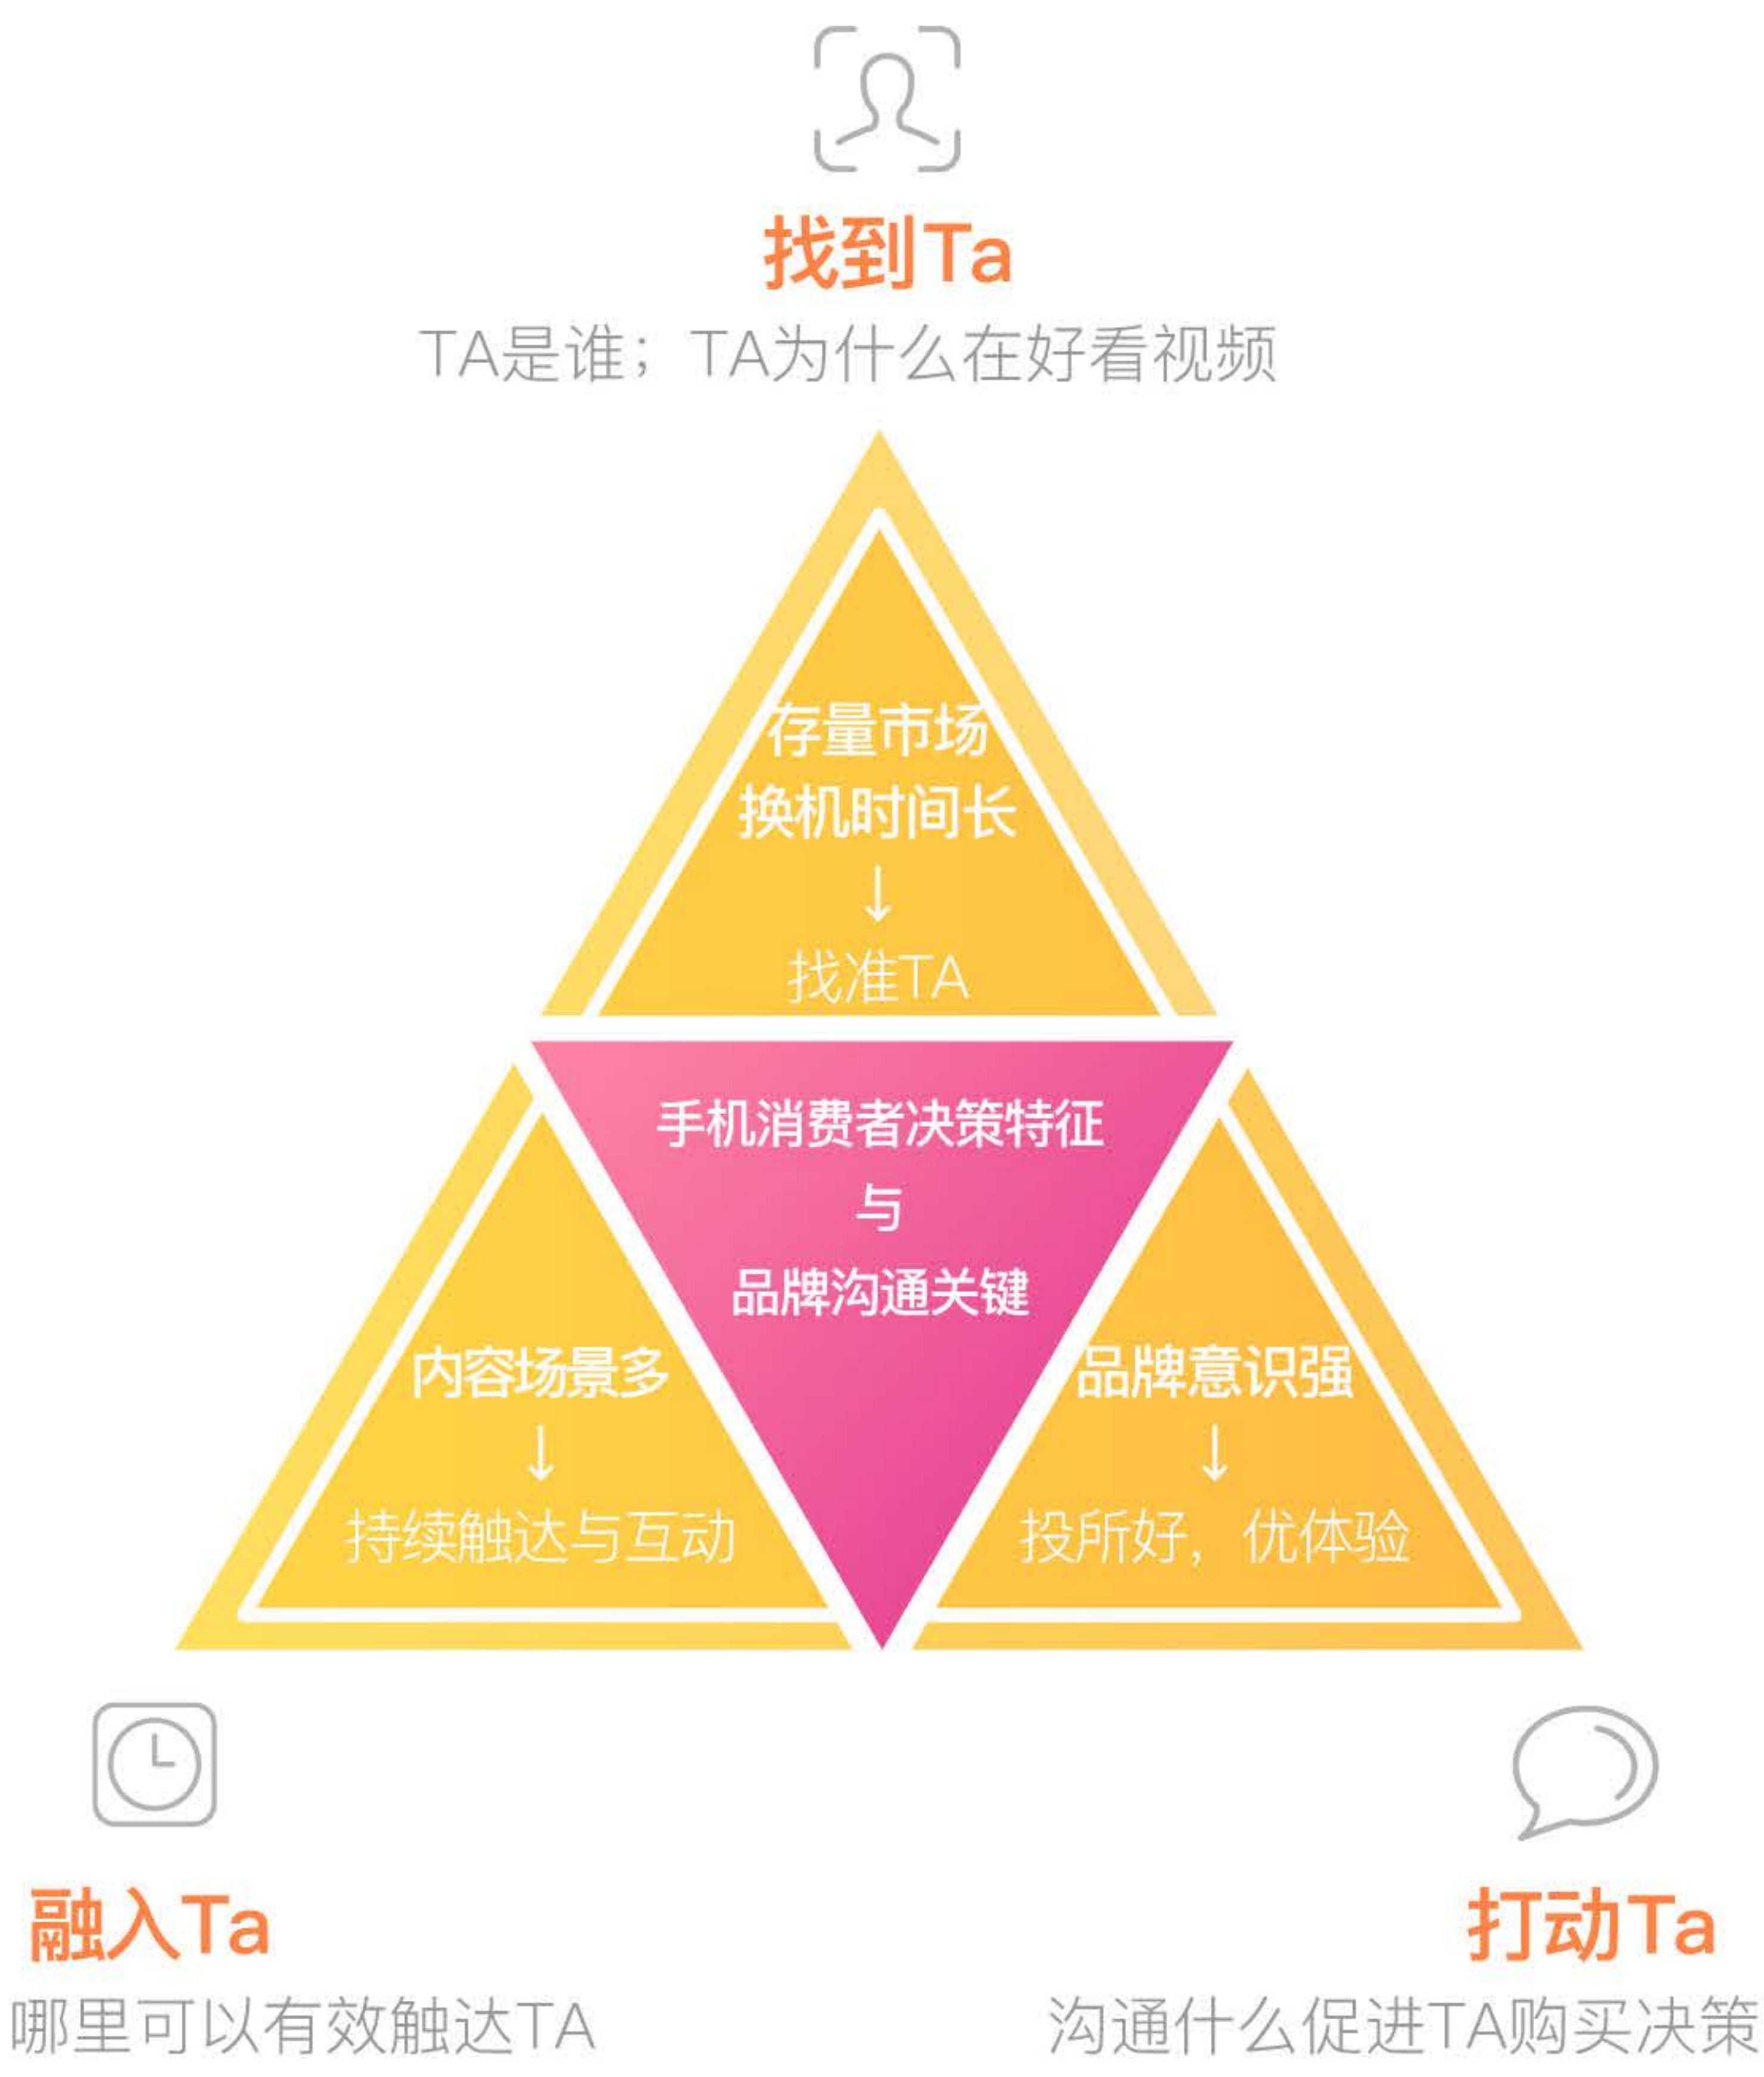 找到Ta
TA是谁；TA为什么在好看视频
存量市场
换机时间长
↓
找准TA
手机消费者决策特征
与
品牌沟通关键
内容场景多
↓
持续触达与互动
品牌意识强
↓
投所好，优体验
融入Ta
哪里可以有效触达TA
打动Ta
沟通什么促进TA购买决策